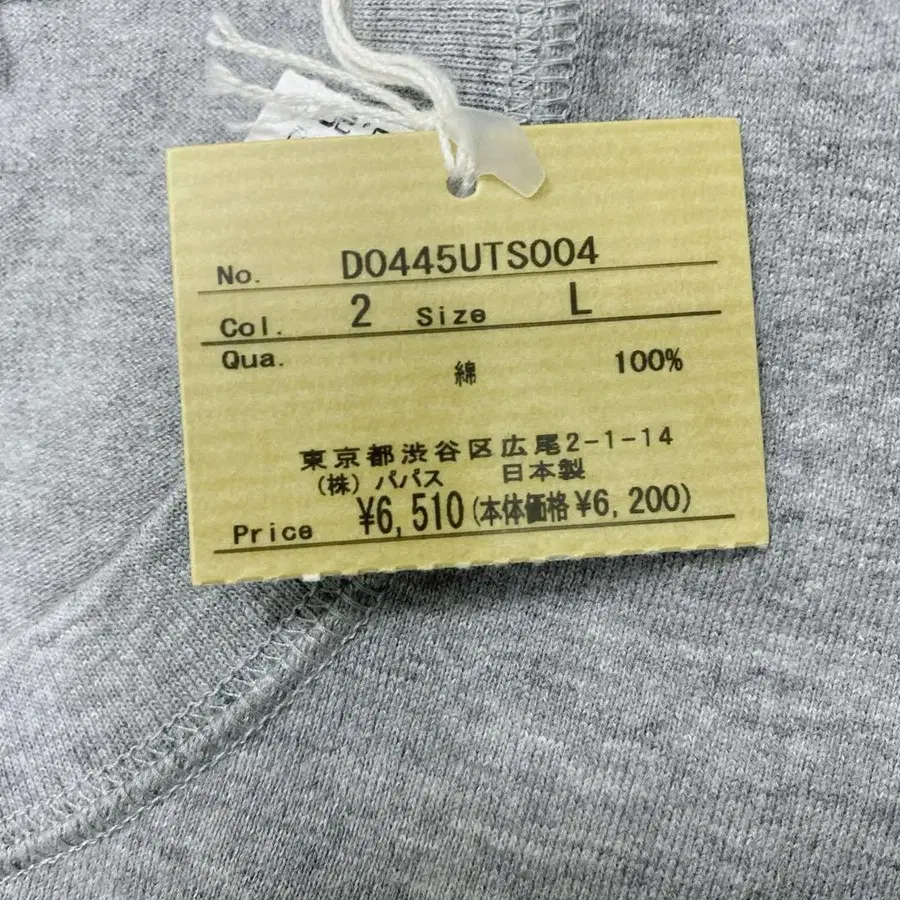 No. D0445UTS004
Col. 2 Size L
Qua.
綿 100%
東京都渋谷区広尾2-1-14
(株) パパス 日本製
Price ¥6,510(本体価格¥6,200)